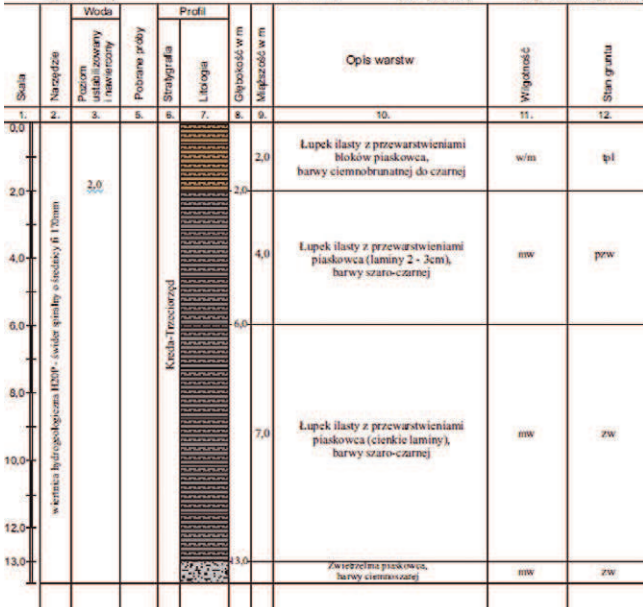 Woda
Profil
Skala
Narzędzie
Poziom
ustabilizowany
i nawiercony
Pobrane próby
Stratygrafia
Litologia
Głębokość w m
Miąższość w m
Opis warstw
Wilgotność
Stan gruntu
1. 2. 3. 5. 6. 7. 8. 9. 10. 11. 12.
0,0
2,0
4,0
6,0
8,0
10,0
12,0
13,0
wiertnica hydrogeologiczna H20P - świder spiralny o średnicy fi 170mm
2,0
Kreda-Trzeciorzęd
2,0
6,0
13,0
2,0
Łupek ilasty z przewarstwieniami
bloków piaskowca,
barwy ciemnobrunatnej do czarnej
w/m
tpl
4,0
Łupek ilasty z przewarstwieniami
piaskowca (laminy 2 - 3cm),
barwy szaro-czarnej
mw
pzw
7,0
Łupek ilasty z przewarstwieniami
piaskowca (cienkie laminy),
barwy szaro-czarnej
mw
zw
Zwietrzelina piaskowca,
barwy ciemnoszarej
mw
zw